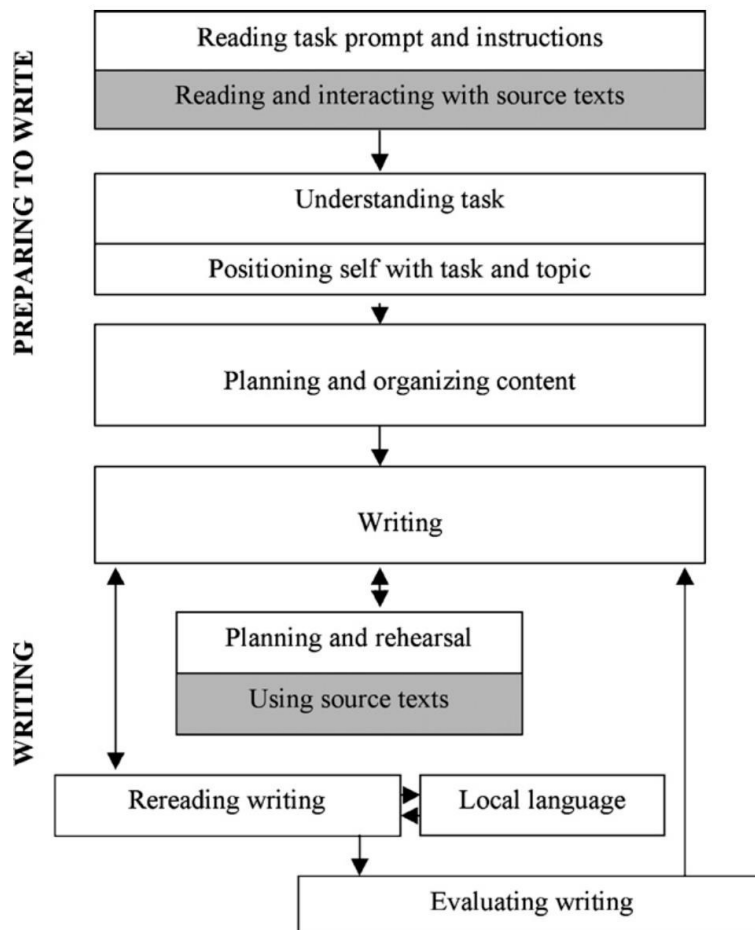 PREPARING TO WRITE
Reading task prompt and instructions
Reading and interacting with source texts
Understanding task
Positioning self with task and topic
Planning and organizing content
WRITING
Writing
Planning and rehearsal
Using source texts
Rereading writing
Local language
Evaluating writing